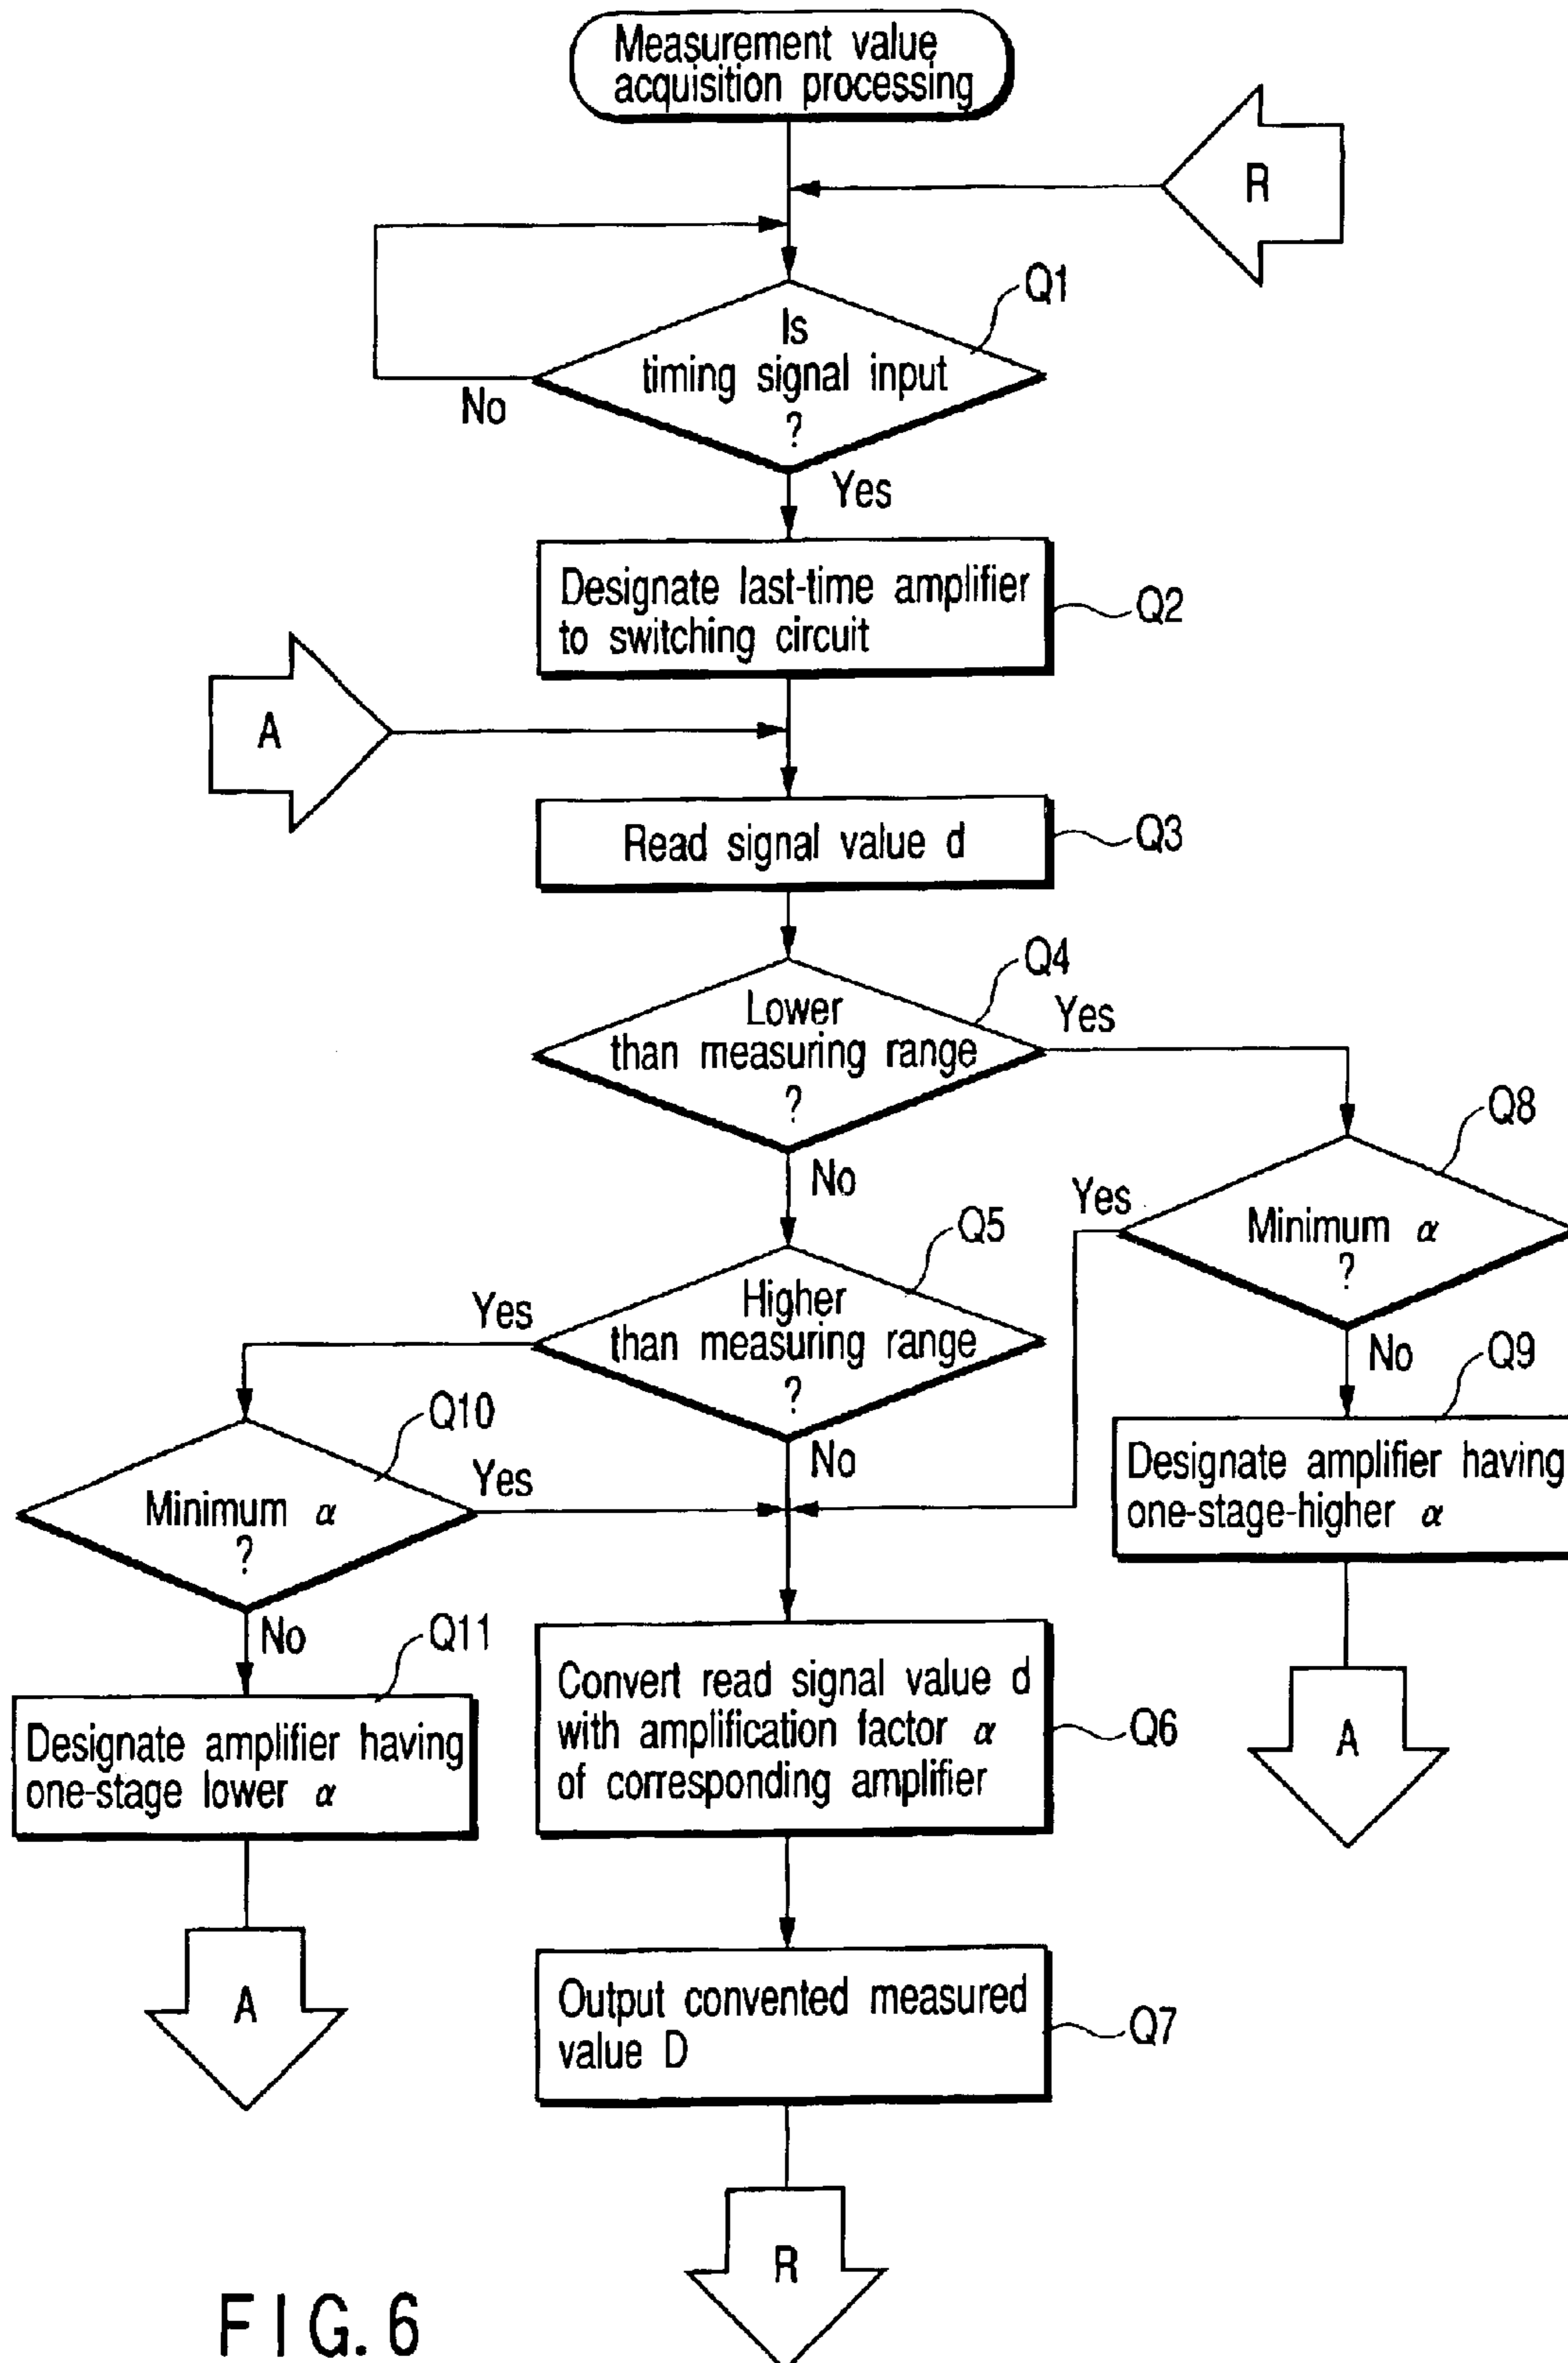 Measurement value
acquisition processing
R
Q1
Is
timing signal input
?
No
Yes
Designate last-time amplifier
to switching circuit
Q2
A
Read signal value d
Q3
Q4
Lower
than measuring range
?
Yes
No
Q8
Minimum α
?
Yes
No
Q5
Higher
than measuring range
?
Yes
No
Q9
Designate amplifier having
one-stage-higher α
A
Q10
Minimum α
?
Yes
No
Q11
Designate amplifier having
one-stage lower α
A
Convert read signal value d
with amplification factor α
of corresponding amplifier
Q6
Output convented measured
value D
Q7
R
FIG. 6